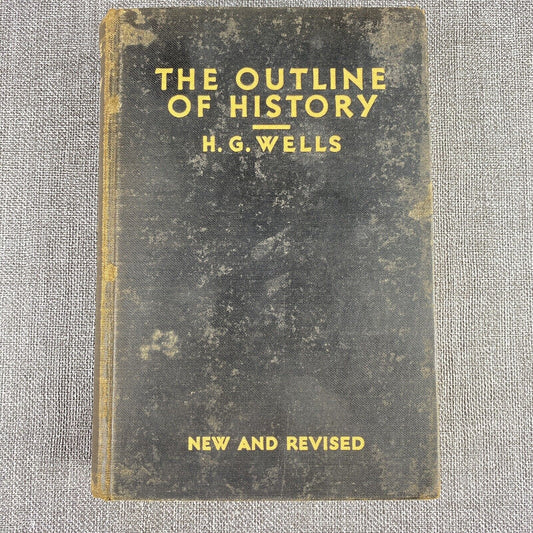 THE OUTLINE
OF HISTORY
H. G. WELLS
NEW AND REVISED